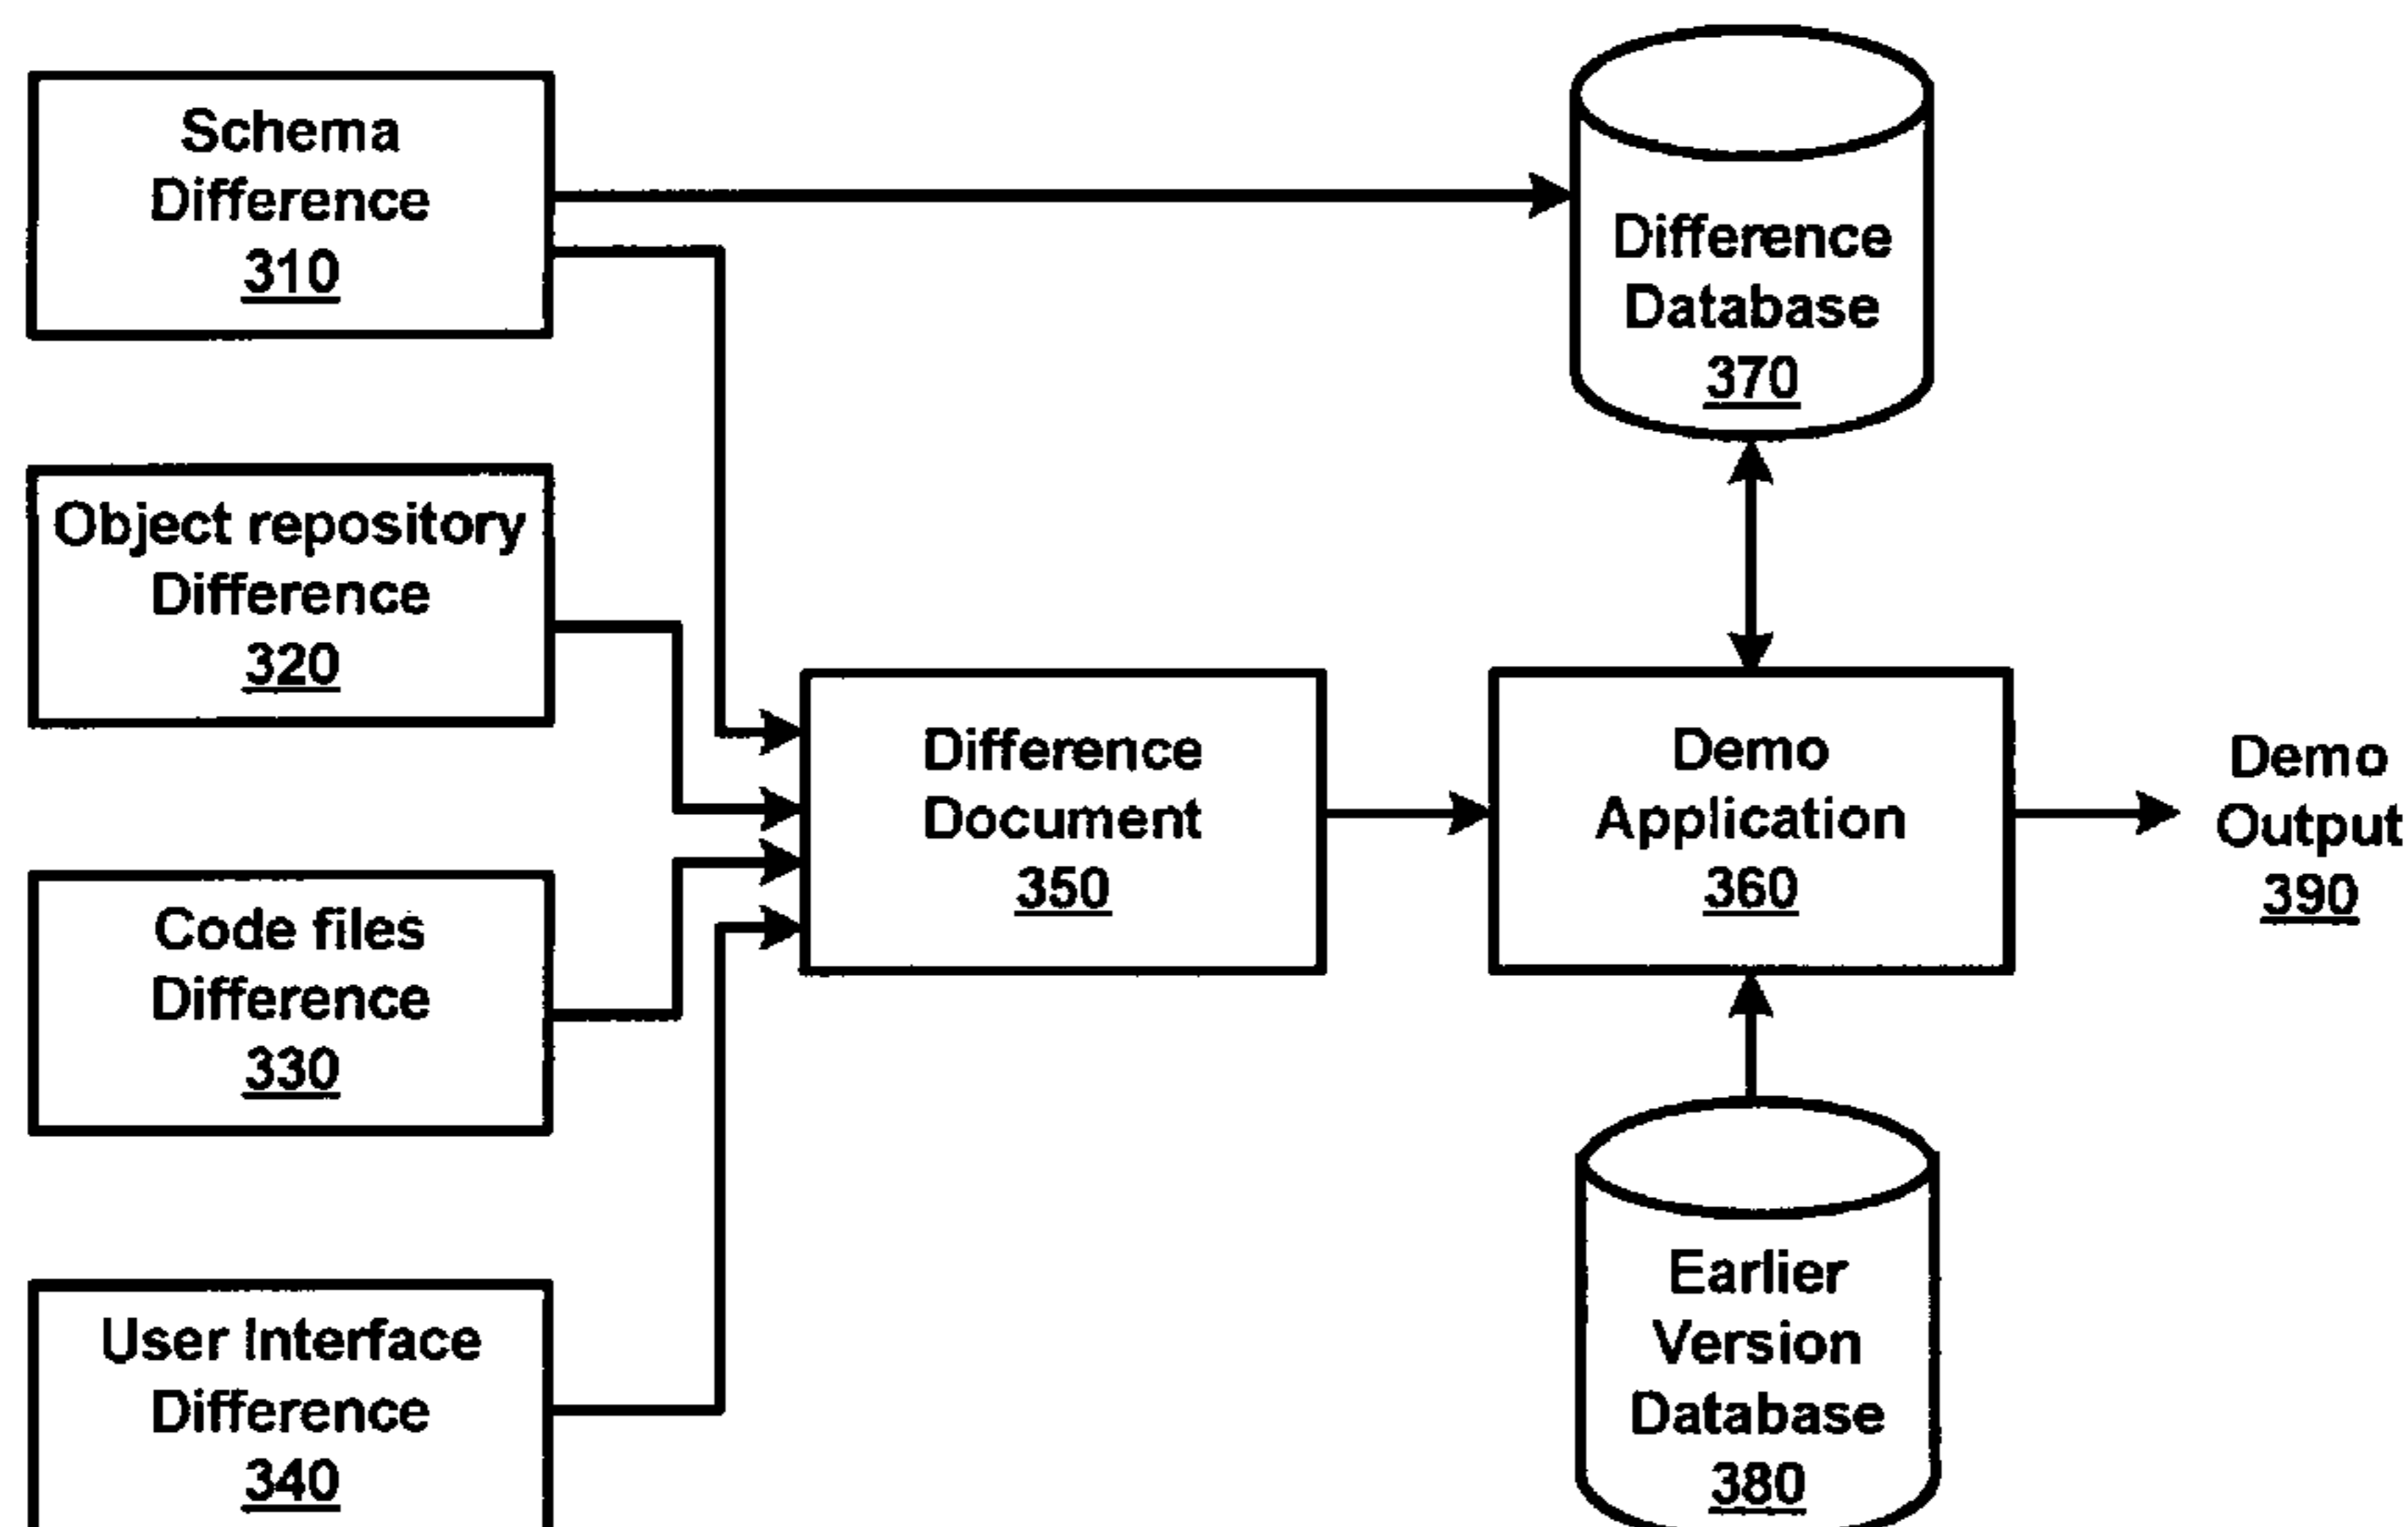 Schema
Difference
310
Object repository
Difference
320
Code files
Difference
330
User Interface
Difference
340
Difference
Document
350
Difference
Database
370
Demo
Application
360
Earlier
Version
Database
380
Demo
Output
390